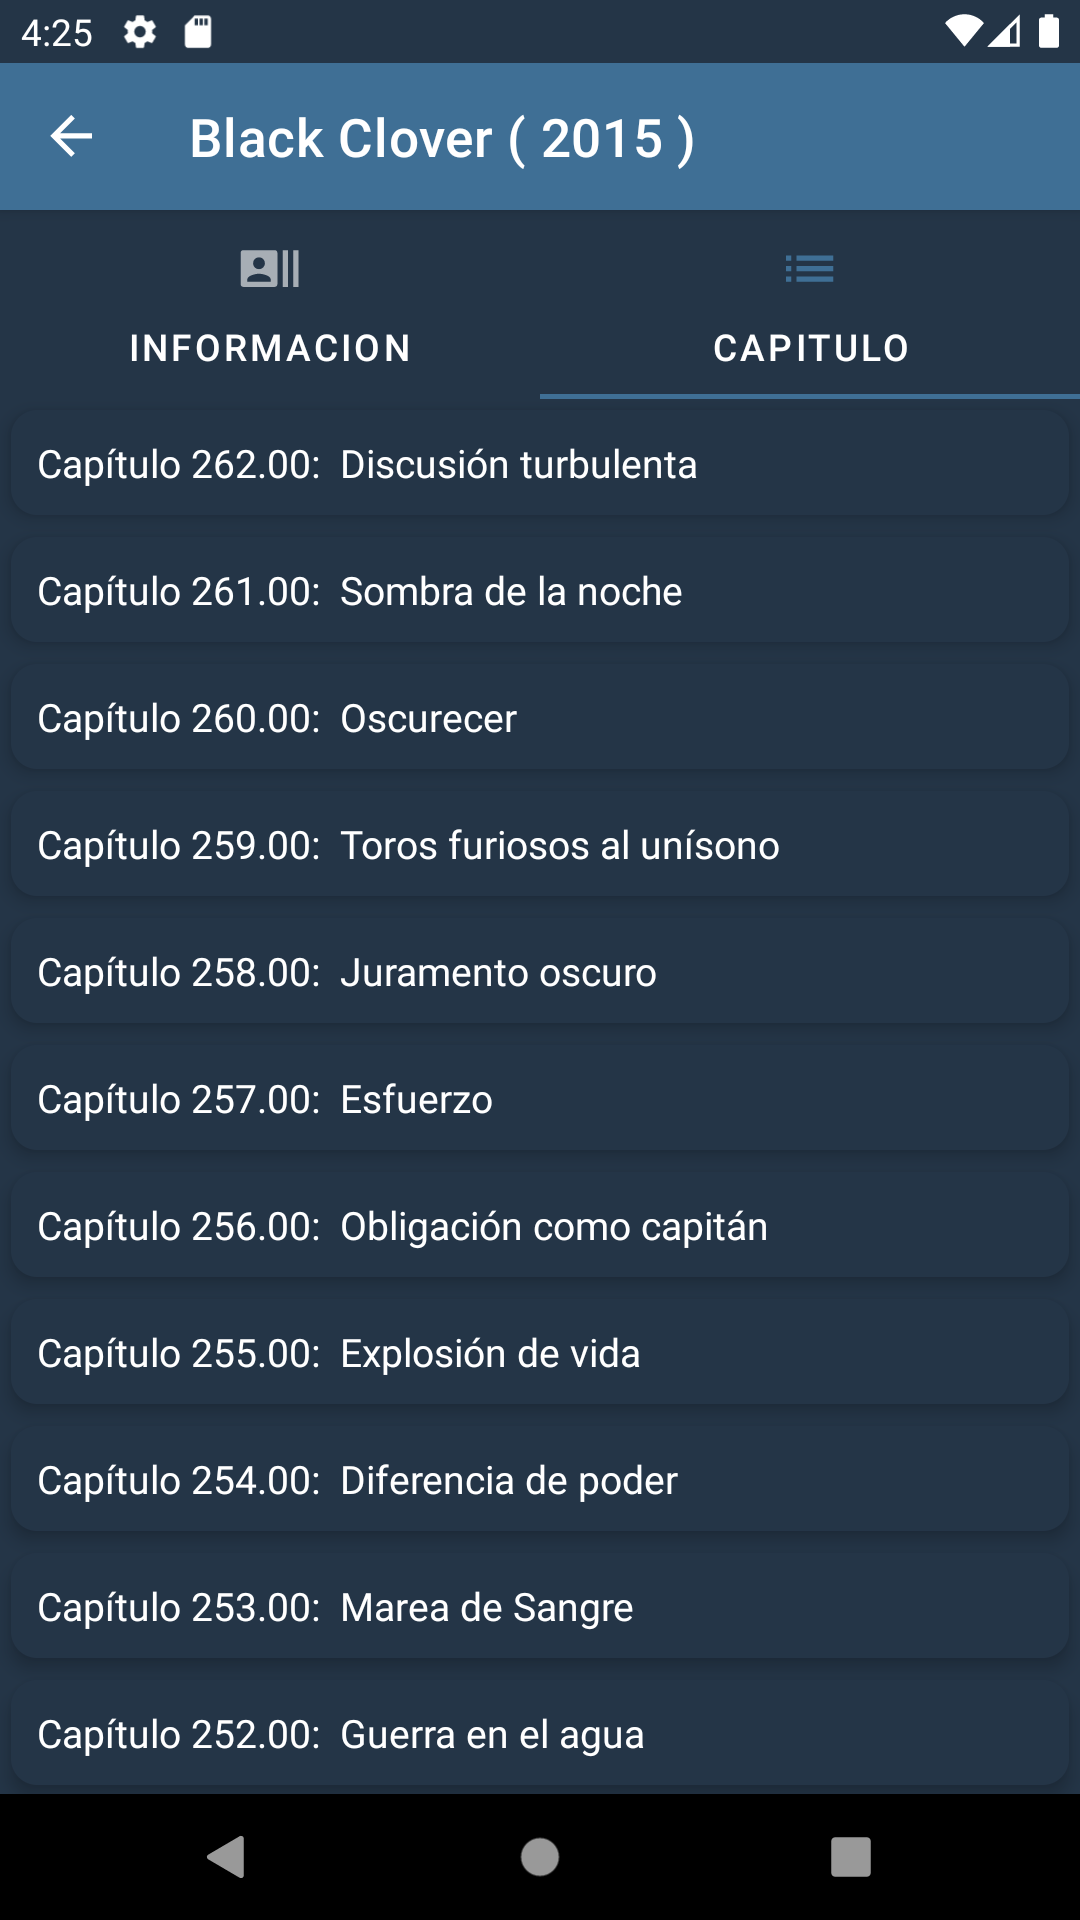 4:25
Black Clover ( 2015 )
INFORMACION
CAPITULO
Capítulo 262.00:  Discusión turbulenta
Capítulo 261.00:  Sombra de la noche
Capítulo 260.00:  Oscurecer
Capítulo 259.00:  Toros furiosos al unísono
Capítulo 258.00:  Juramento oscuro
Capítulo 257.00:  Esfuerzo
Capítulo 256.00:  Obligación como capitán
Capítulo 255.00:  Explosión de vida
Capítulo 254.00:  Diferencia de poder
Capítulo 253.00:  Marea de Sangre
Capítulo 252.00:  Guerra en el agua